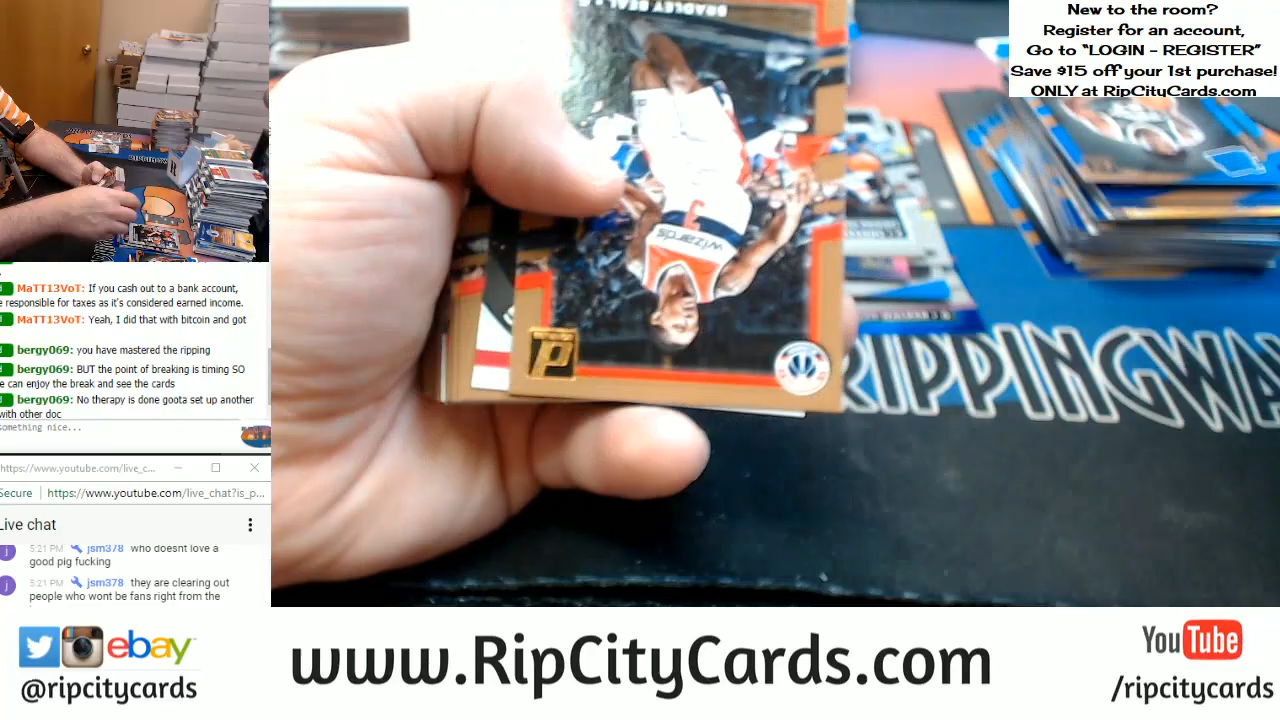 New to the room?
Register for an account,
Go to "LOGIN - REGISTER"
Save $15 off your 1st purchase!
ONLY at RipCityCards.com
BRADLEY BEAL
wizards
P
RIPPINGWA
MaTT13VoT: If you cash out to a bank account,
e responsible for taxes as it's considered earned income.
MaTT13VoT: Yeah, I did that with bitcoin and got
bergy069: you have mastered the ripping
bergy069: BUT the point of breaking is timing SO
e can enjoy the break and see the cards
bergy069: No therapy is done goota set up another
with other doc
something nice...
https://www.youtube.com/live_c...
Secure
https://www.youtube.com/live_chat?is_p...
Live chat
5:21 PM jsm378 who doesnt love a
good pig fucking
5:21 PM jsm378 they are clearing out
people who wont be fans right from the
ebay
@ripcitycards
www.RipCityCards.com
YouTube
/ripcitycards